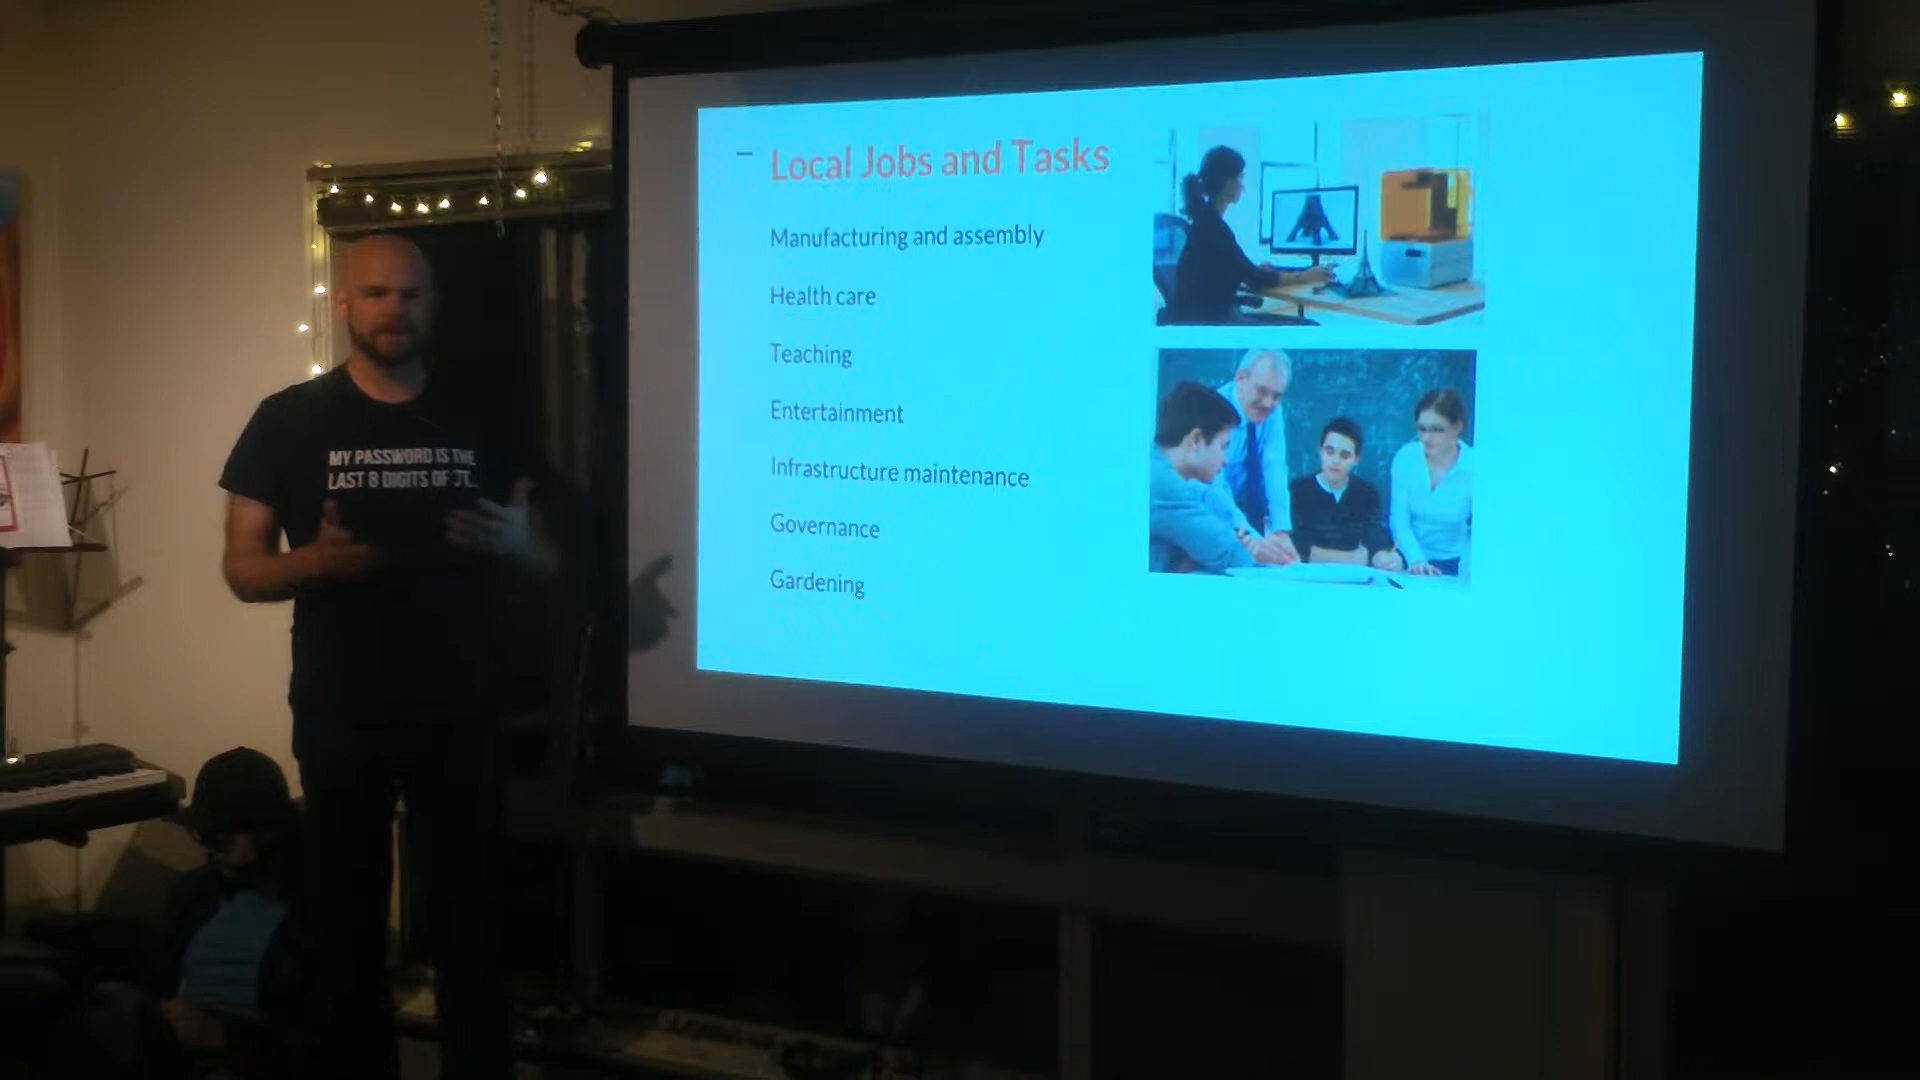 Local Jobs and Tasks
Manufacturing and assembly
Health care
Teaching
Entertainment
Infrastructure maintenance
Governance
Gardening
MY PASSWORD IS THE
LAST 8 DIGITS OF π.